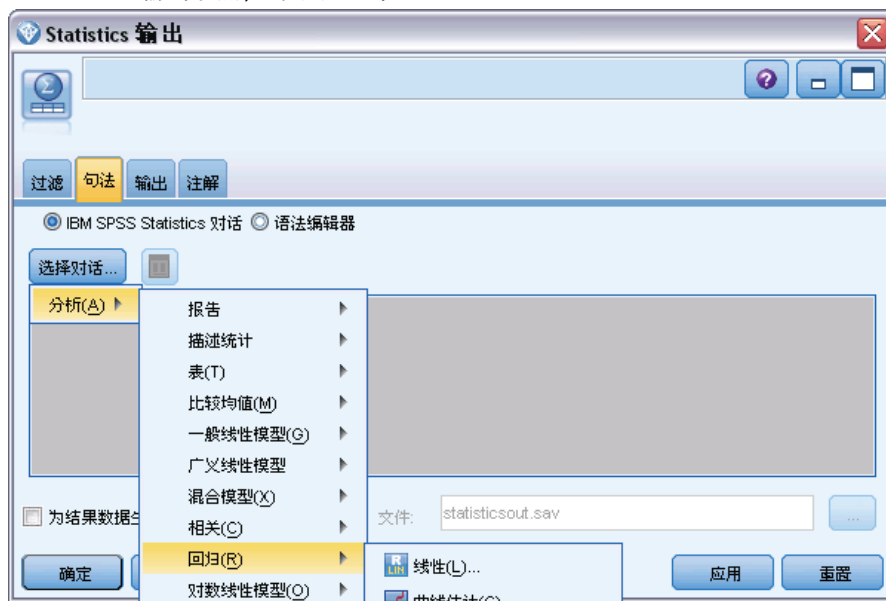 Statistics 输出
过滤 句法 输出 注解
IBM SPSS Statistics 对话 语法编辑器
选择对话...
分析(A)
报告
描述统计
表(T)
比较均值(M)
一般线性模型(G)
广义线性模型
混合模型(X)
为结果数据
文件: statisticsout.sav ...
相关(C)
回归(R)
线性(L)...
确定
应用 重置
对数线性模型(O)